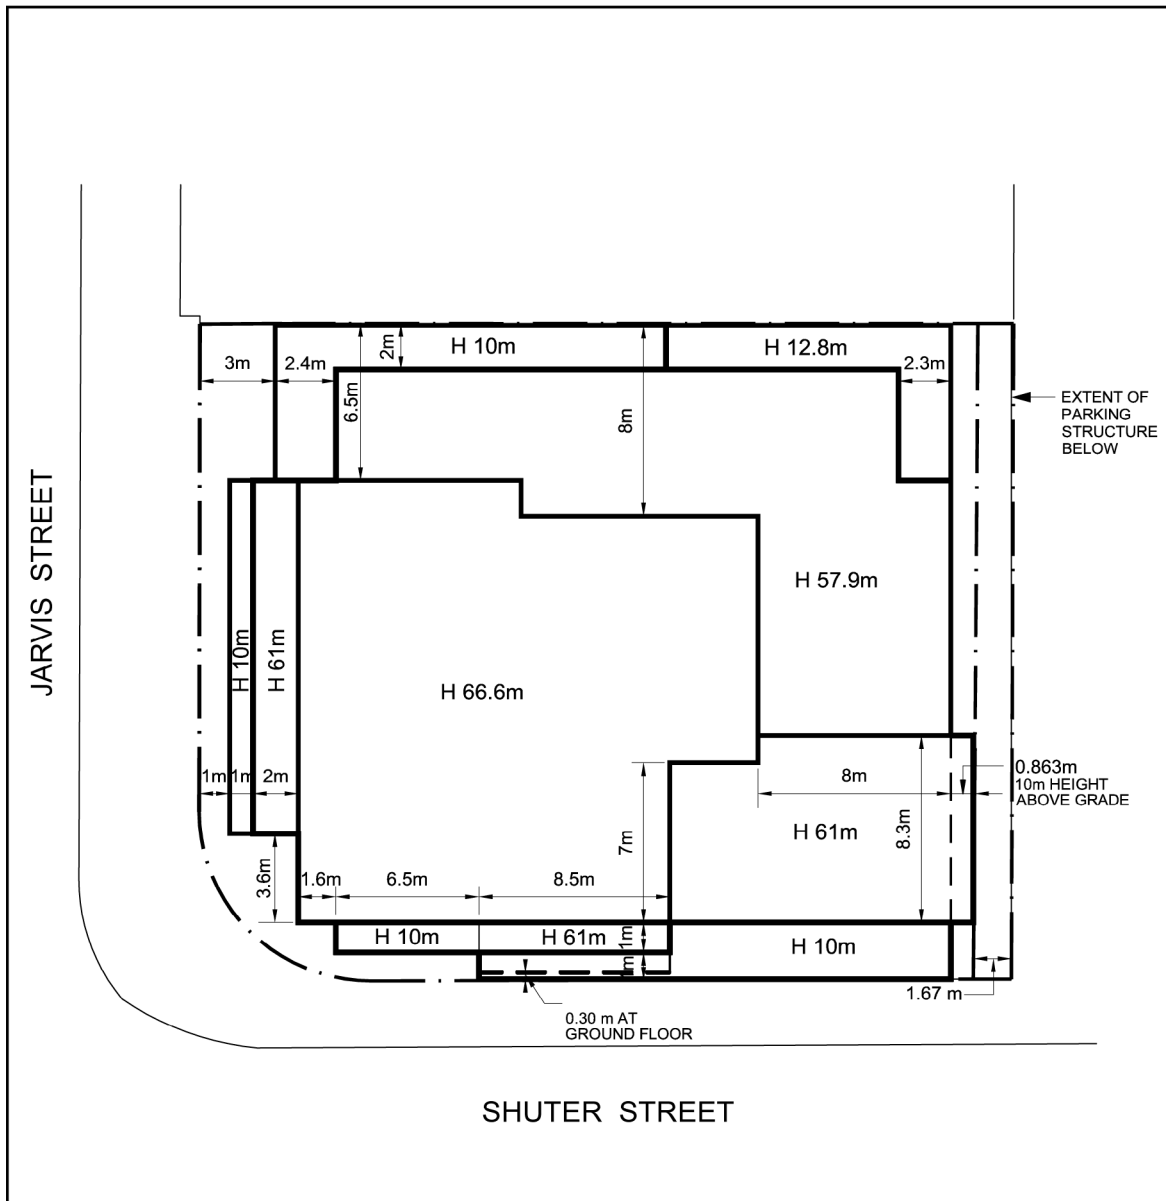 H 10m
H 12.8m
2m
3m
2.4m
2.3m
6.5m
8m
EXTENT OF
PARKING
STRUCTURE
BELOW
JARVIS STREET
H 57.9m
H 10m
H 61m
H 66.6m
1m
1m
2m
8m
0.863m
10m HEIGHT
ABOVE GRADE
7m
H 61m
8.3m
3.6m
1.6m
6.5m
8.5m
H 10m
H 61m
1m
H 10m
1m
1.67 m
0.30 m AT
GROUND FLOOR
SHUTER STREET